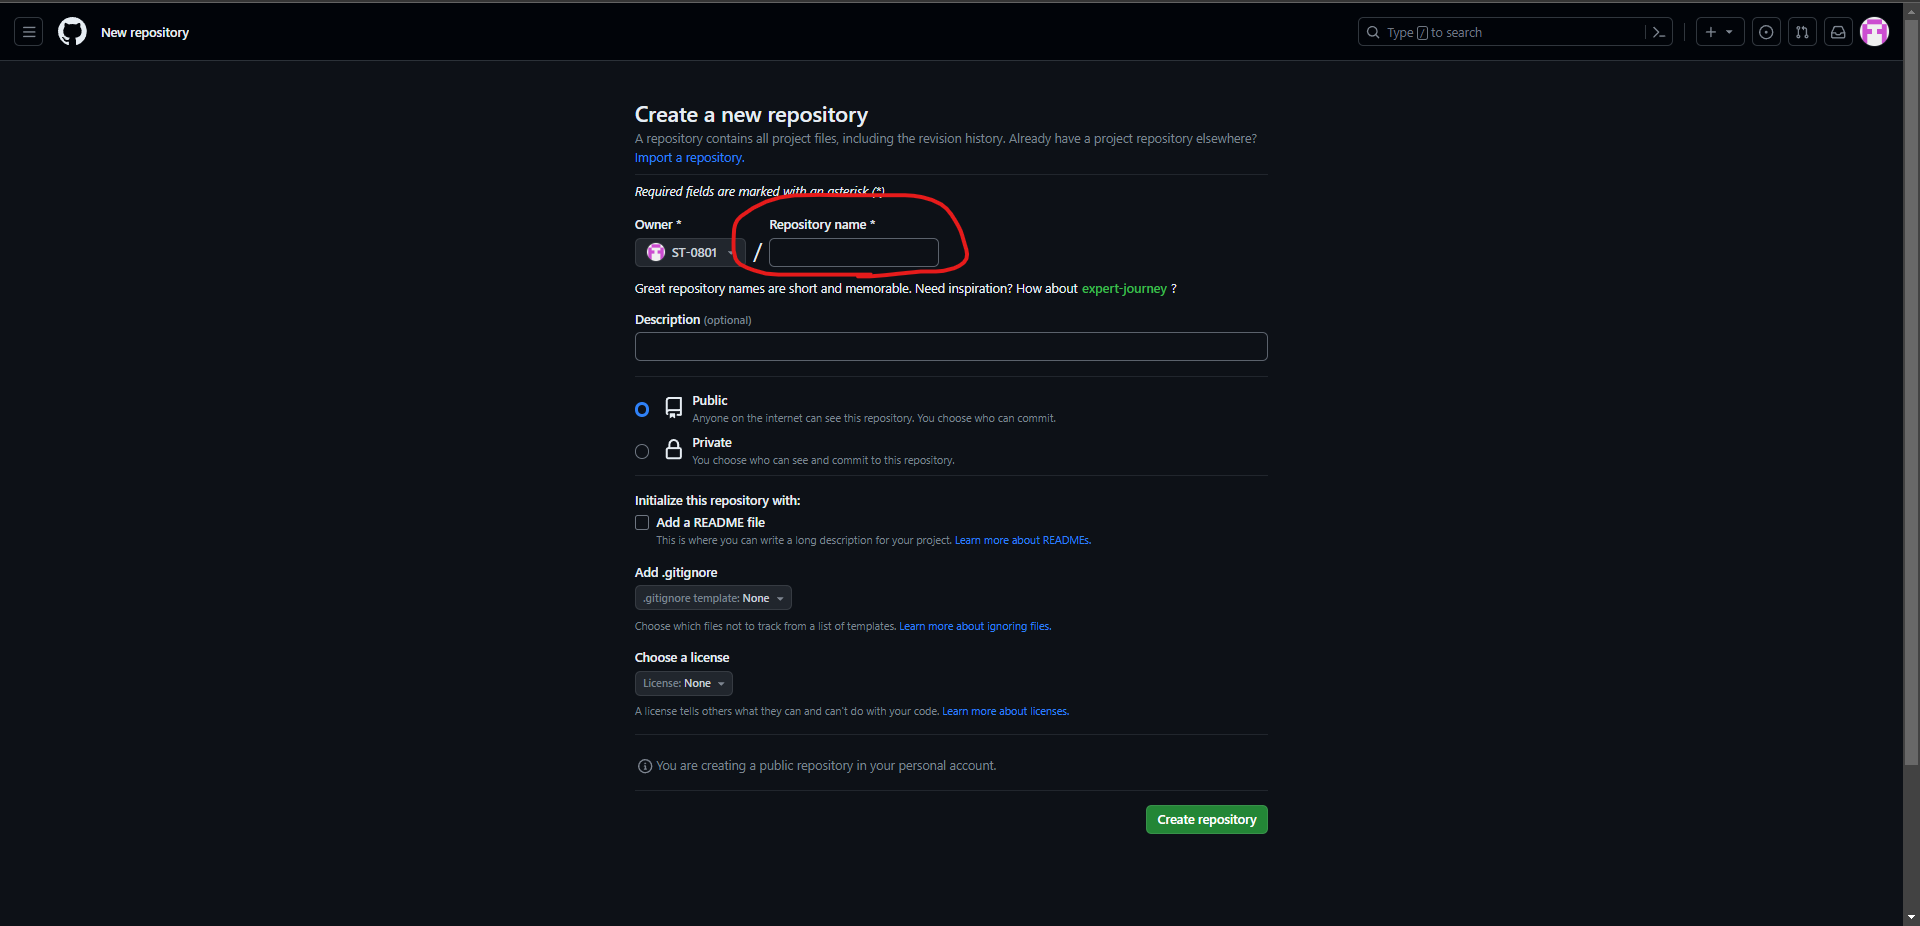 New repository
Type / to search
Create a new repository
A repository contains all project files, including the revision history. Already have a project repository elsewhere?
Import a repository.
Required fields are marked with an asterisk (*).
Owner *
Repository name *
ST-0801
/
Great repository names are short and memorable. Need inspiration? How about expert-journey ?
Description (optional)
Public
Anyone on the internet can see this repository. You choose who can commit.
Private
You choose who can see and commit to this repository.
Initialize this repository with:
Add a README file
This is where you can write a long description for your project. Learn more about READMEs.
Add .gitignore
.gitignore template: None
Choose which files not to track from a list of templates. Learn more about ignoring files.
Choose a license
License: None
A license tells others what they can and can't do with your code. Learn more about licenses.
You are creating a public repository in your personal account.
Create repository